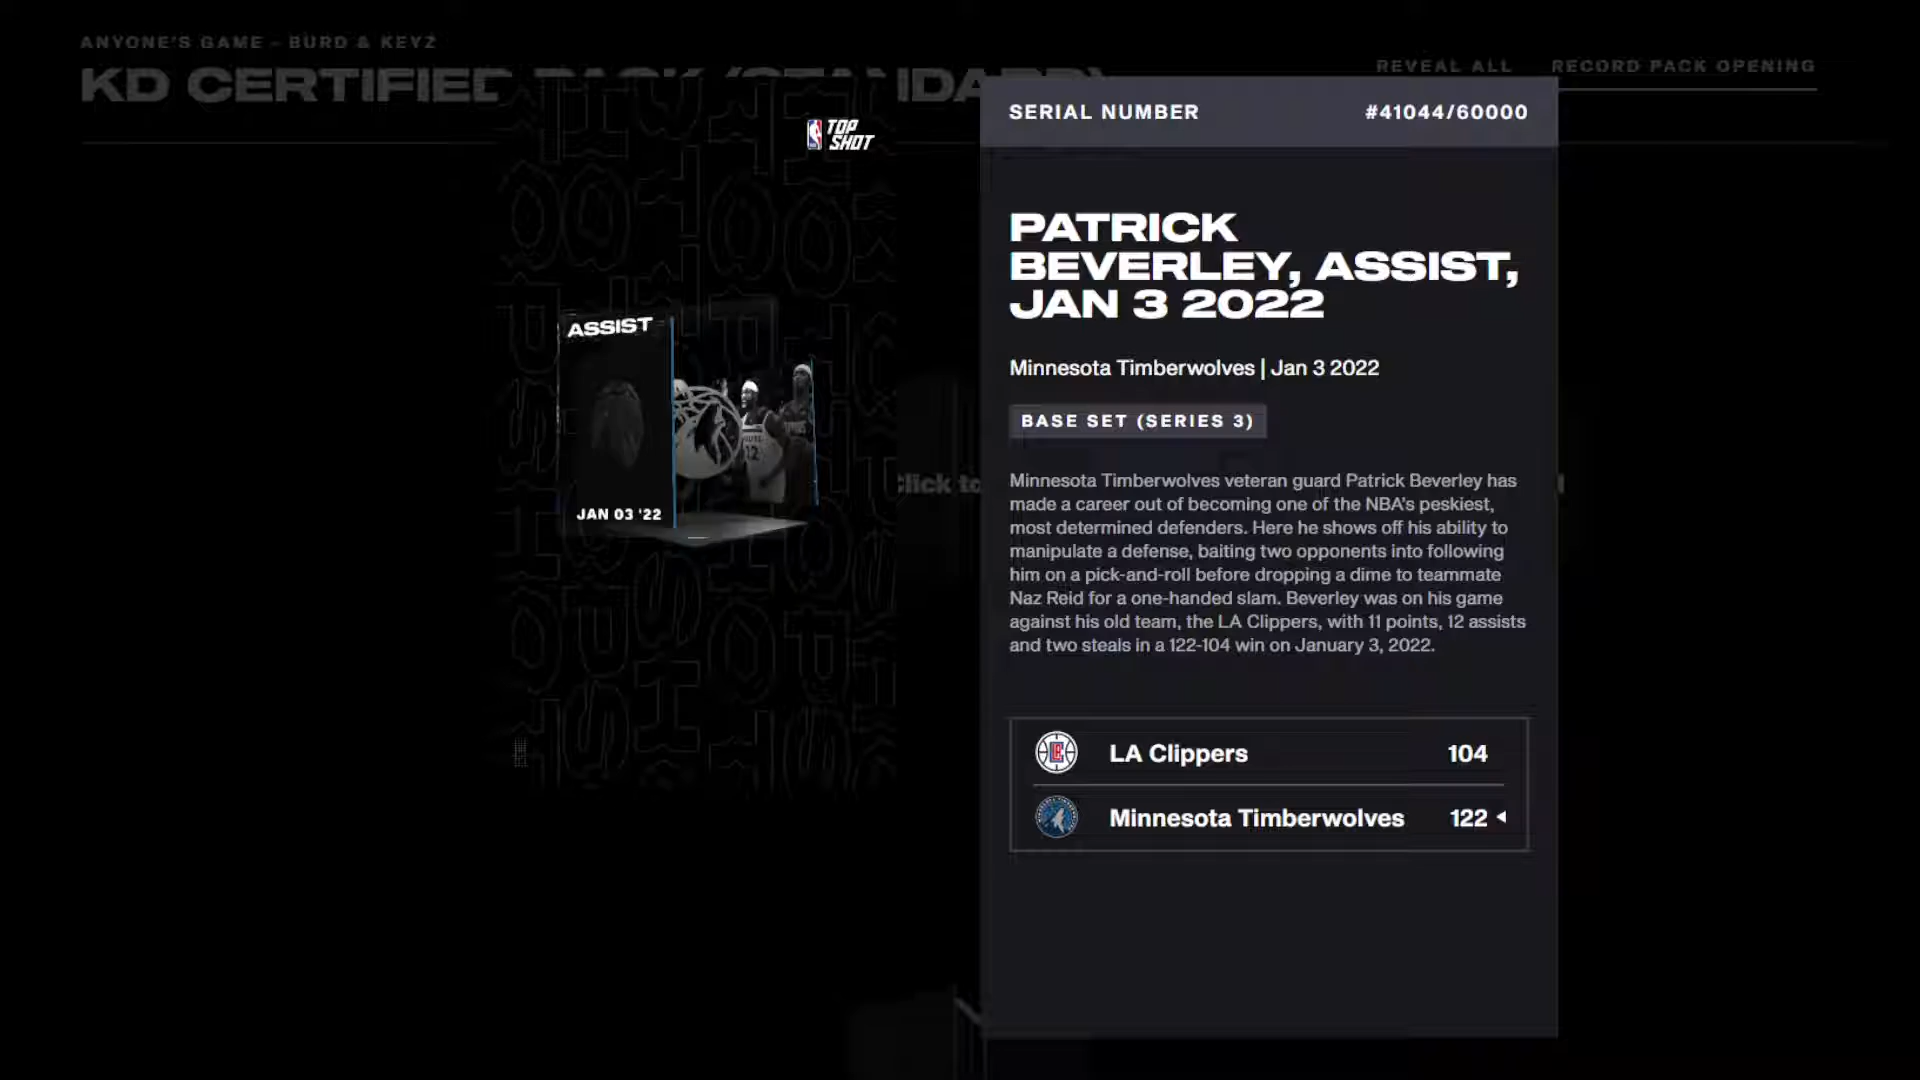 ANYONE'S GAME - BURD & KEYZ
KD CERTIFIED PACK (STANDARD)
REVEAL ALL
RECORD PACK OPENING
TOP
SHOT
ASSIST
12
JAN 03 '22
Click to
SERIAL NUMBER
#41044/60000
PATRICK
BEVERLEY, ASSIST,
JAN 3 2022
Minnesota Timberwolves | Jan 3 2022
BASE SET (SERIES 3)
Minnesota Timberwolves veteran guard Patrick Beverley has
made a career out of becoming one of the NBA's peskiest,
most determined defenders. Here he shows off his ability to
manipulate a defense, baiting two opponents into following
him on a pick-and-roll before dropping a dime to teammate
Naz Reid for a one-handed slam. Beverley was on his game
against his old team, the LA Clippers, with 11 points, 12 assists
and two steals in a 122-104 win on January 3, 2022.
LA Clippers 104
Minnesota Timberwolves 122